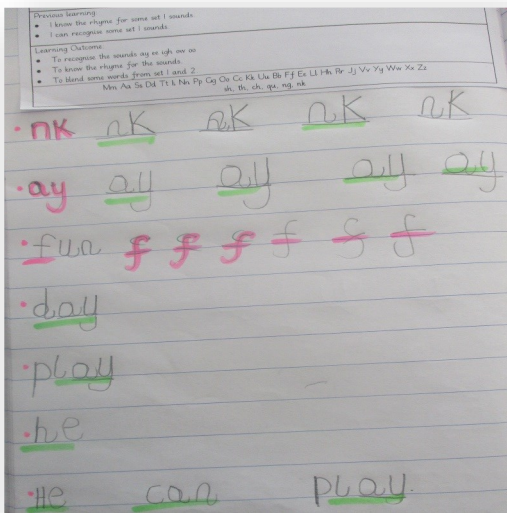 Previous learning
• I know the rhyme for some set 1 sounds.
• I can recognise some set 1 sounds.
Learning Outcome
• To recognise the sounds ay ee igh ow oo
• To know the rhyme for the sounds
• To blend some words from set 1 and 2
Mm Aa Ss Dd Tt Ii Nn Pp Gg Oo Cc Kk Uu Bb Ff Ee Ll Hh Rr Jj Vv Yy Ww Xx Zz
sh, th, ch, qu, ng, nk
• nk nk nk nk nk
• ay ay ay ay ay
• fun f f f f f f
• day
• play
• he
• He can play.